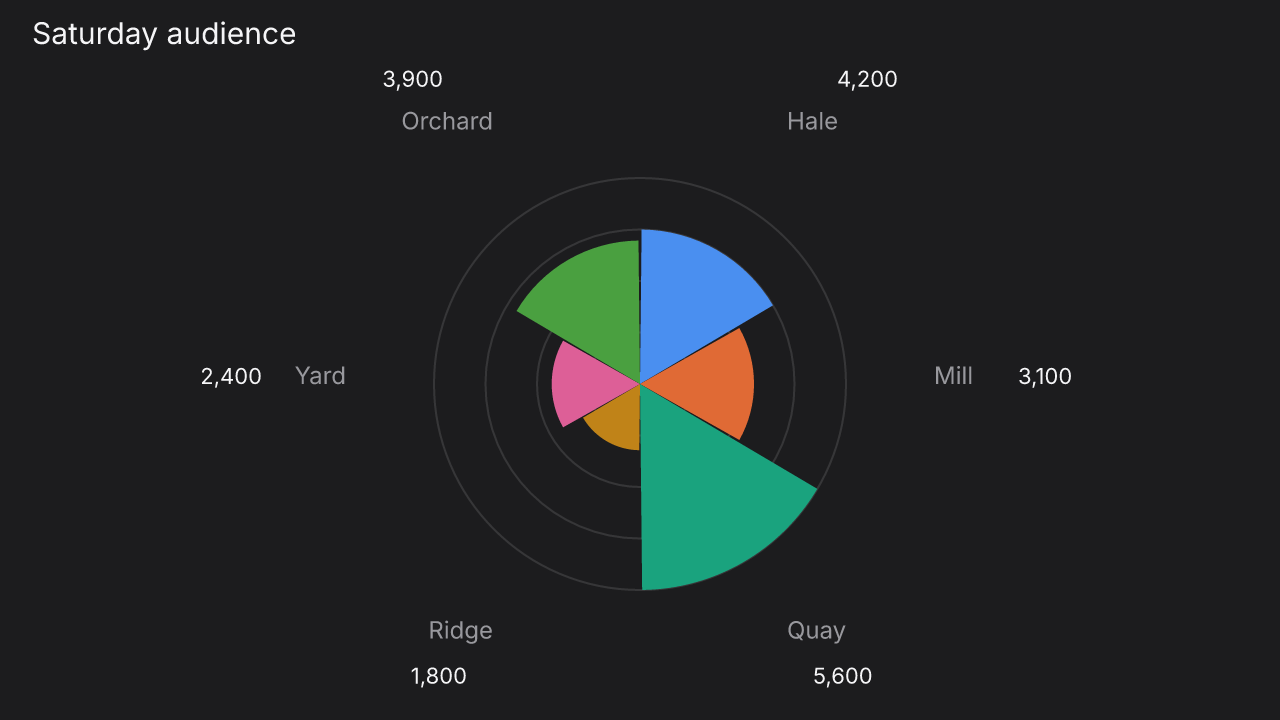 Saturday audience
3,900
4,200
Orchard
Hale
2,400 Yard
Mill 3,100
Ridge
Quay
1,800
5,600